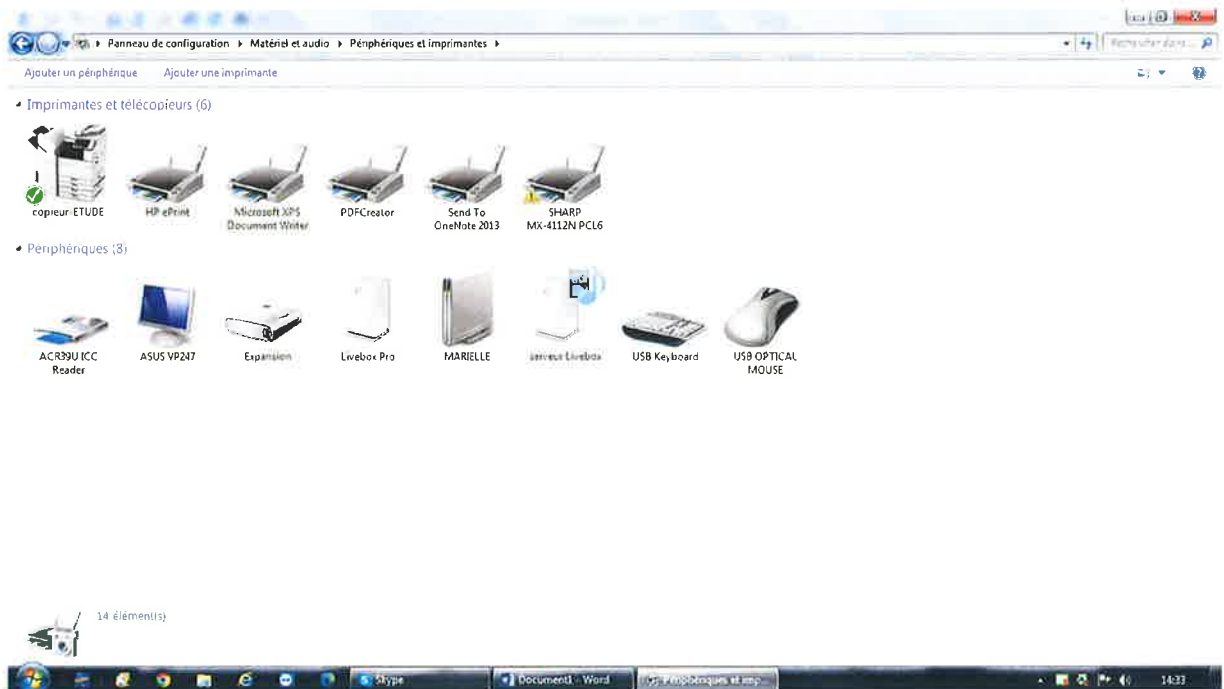 Panneau de configuration ▸ Matériel et audio ▸ Périphériques et imprimantes ▸
Rechercher dans ...
Ajouter un périphérique Ajouter une imprimante
Imprimantes et télécopieurs (6)
copieur-ETUDE
HP ePrint
Microsoft XPS
Document Writer
PDFCreator
Send To
OneNote 2013
SHARP
MX-4112N PCL6
Périphériques (8)
ACR39U ICC
Reader
ASUS VP247
Expansion
Livebox Pro
MARIELLE
serveur Livebox
USB Keyboard
USB OPTICAL
MOUSE
14 élément(s)
Skype
Document1 - Word
Périphériques et imp...
14:33